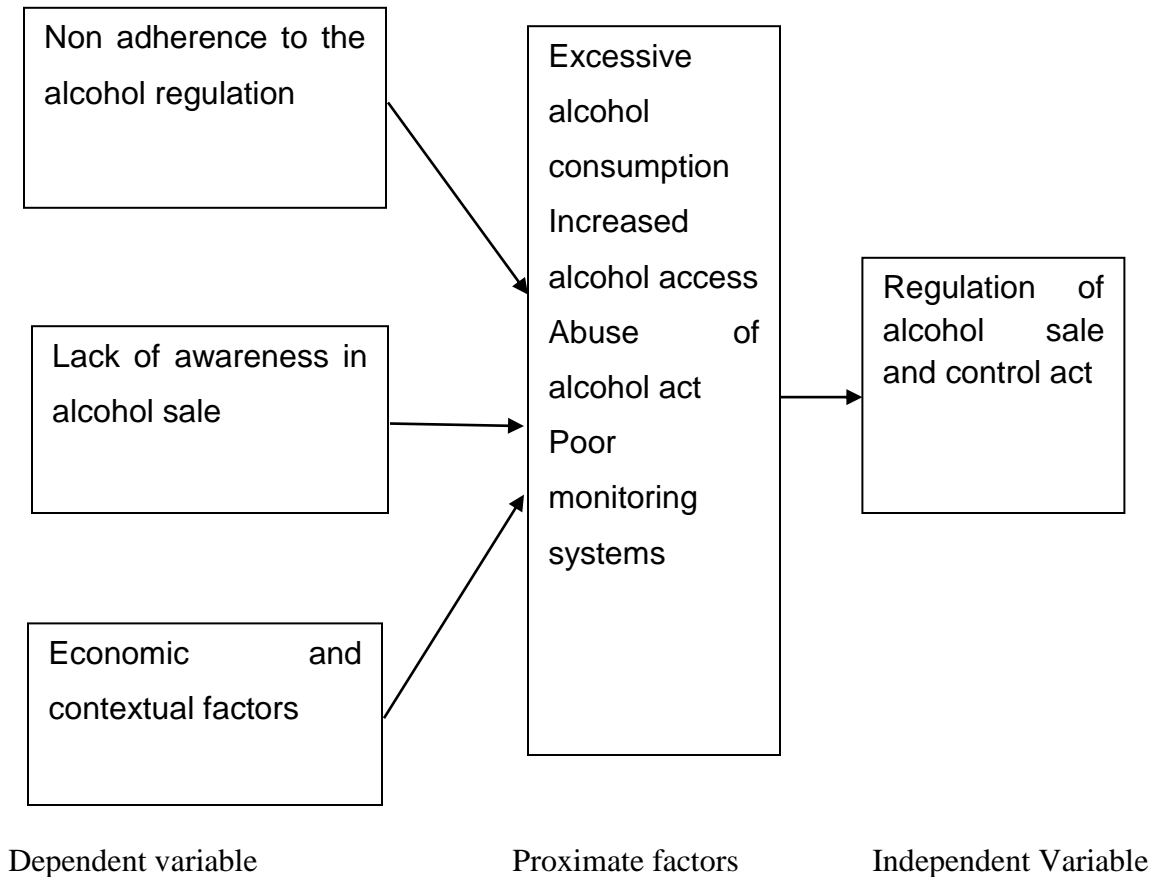 Non adherence to the
alcohol regulation
Lack of awareness in
alcohol sale
Economic and
contextual factors
Excessive
alcohol
consumption
Increased
alcohol access
Abuse of
alcohol act
Poor
monitoring
systems
Regulation of
alcohol sale
and control act
Dependent variable
Proximate factors
Independent Variable